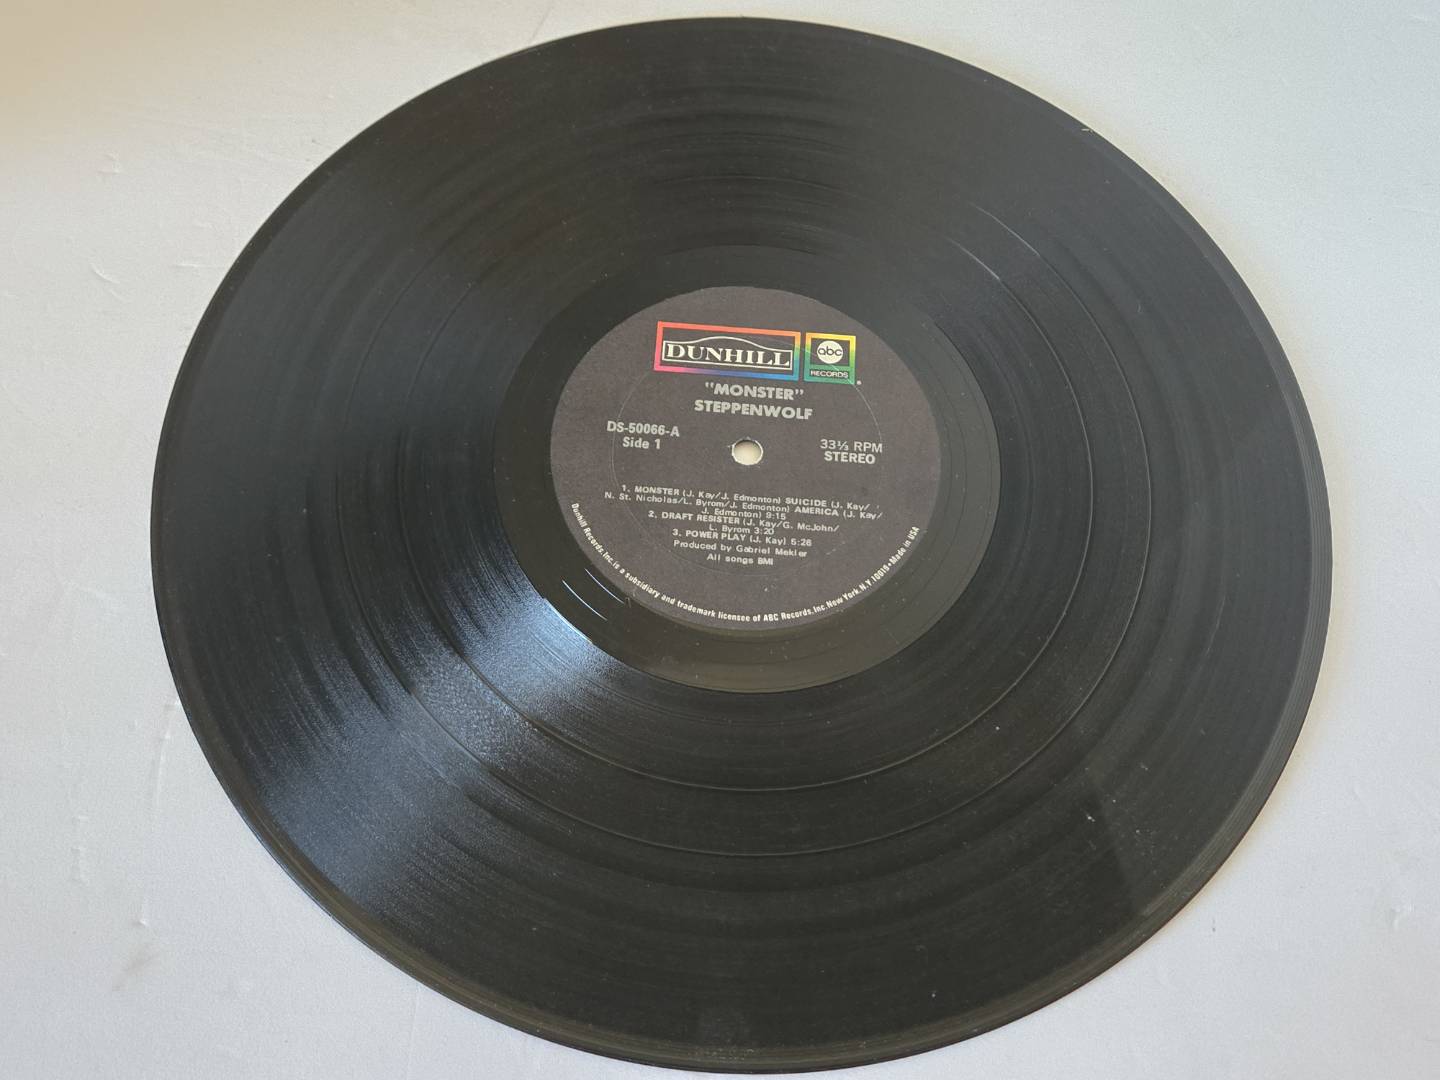 DUNHILL
abc
RECORDS
"MONSTER"
STEPPENWOLF
DS-50066-A
Side 1
33⅓ RPM
STEREO
1. MONSTER (J. Kay/J. Edmonton) SUICIDE (J. Kay/
N. St. Nicholas/L. Byrom/J. Edmonton) AMERICA (J. Kay/
J. Edmonton) 9:15
2. DRAFT RESISTER (J. Kay/G. McJohn/
L. Byrom 3:20
3. POWER PLAY (J. Kay) 5:26
Produced by Gabriel Mekler
All songs BMI
Dunhill Records, Inc. is a subsidiary and trademark licensee of ABC Records, Inc. New York, N.Y. 10019 • Made in USA